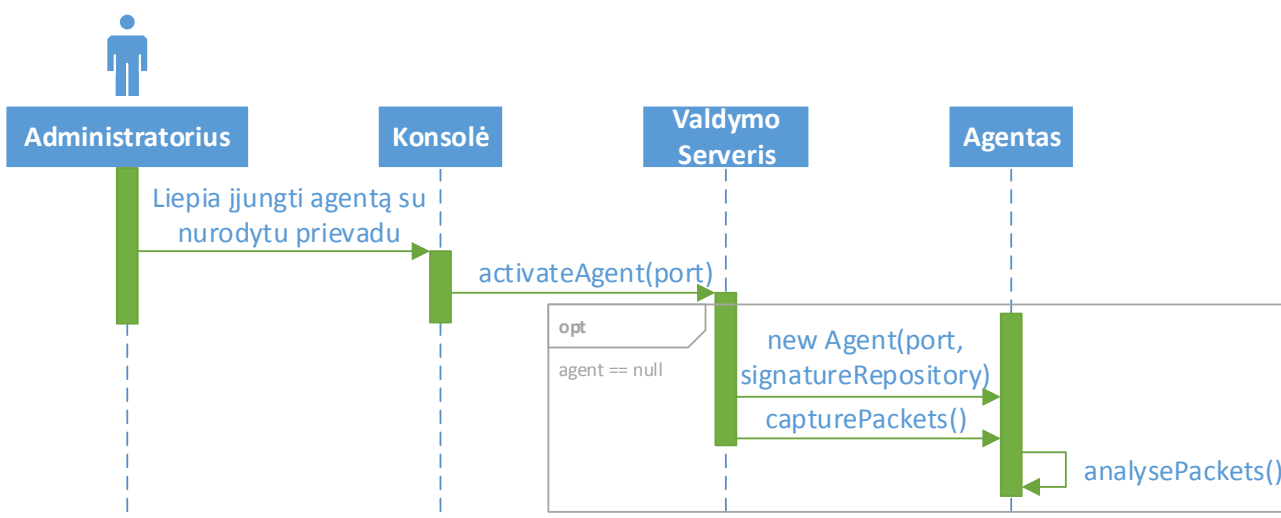 Administratorius
Konsolė
Valdymo
Serveris
Agentas
Liepia įjungti agentą su
nurodytu prievadu
activateAgent(port)
opt
agent == null
new Agent(port,
signatureRepository)
capturePackets()
analysePackets()